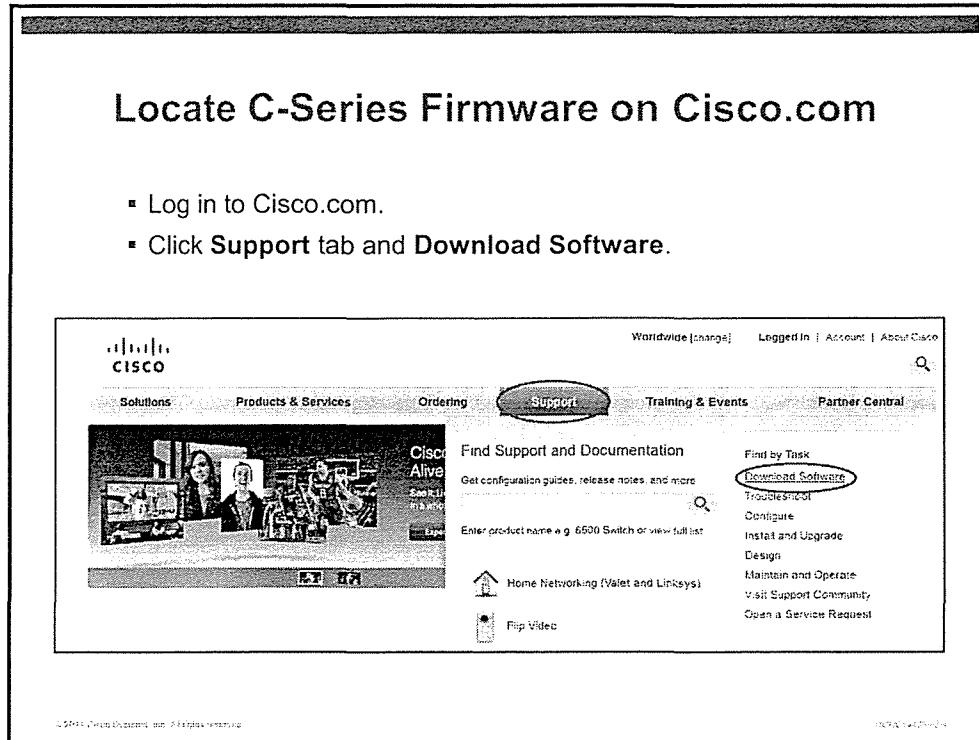 Locate C-Series Firmware on Cisco.com
▪ Log in to Cisco.com.
▪ Click Support tab and Download Software.
Worldwide [change] Logged In | Account | About Cisco
CISCO
Solutions Products & Services Ordering Support Training & Events Partner Central
Cisco
Alive
Find Support and Documentation
Get configuration guides, release notes, and more
Enter product name e.g. 6500 Switch or view full list
Home Networking (Valet and Linksys)
Flip Video
Find by Task
Download Software
Troubleshoot
Configure
Install and Upgrade
Design
Maintain and Operate
Visit Support Community
Open a Service Request